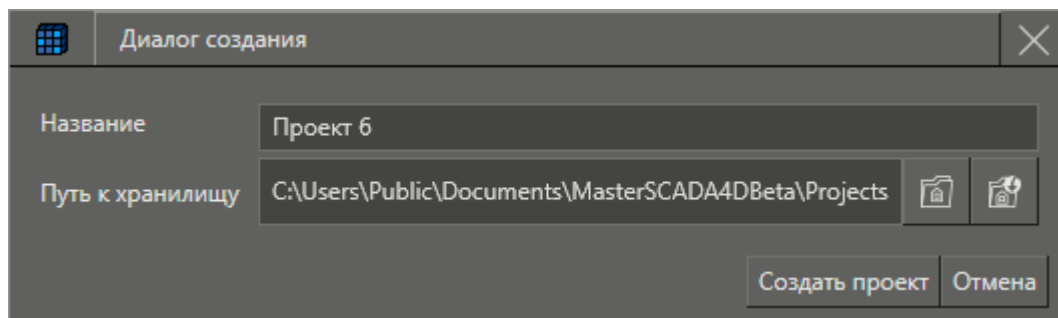 Диалог создания
Название
Проект 6
Путь к хранилищу
C:\Users\Public\Documents\MasterSCADA4DBeta\Projects
Создать проект
Отмена